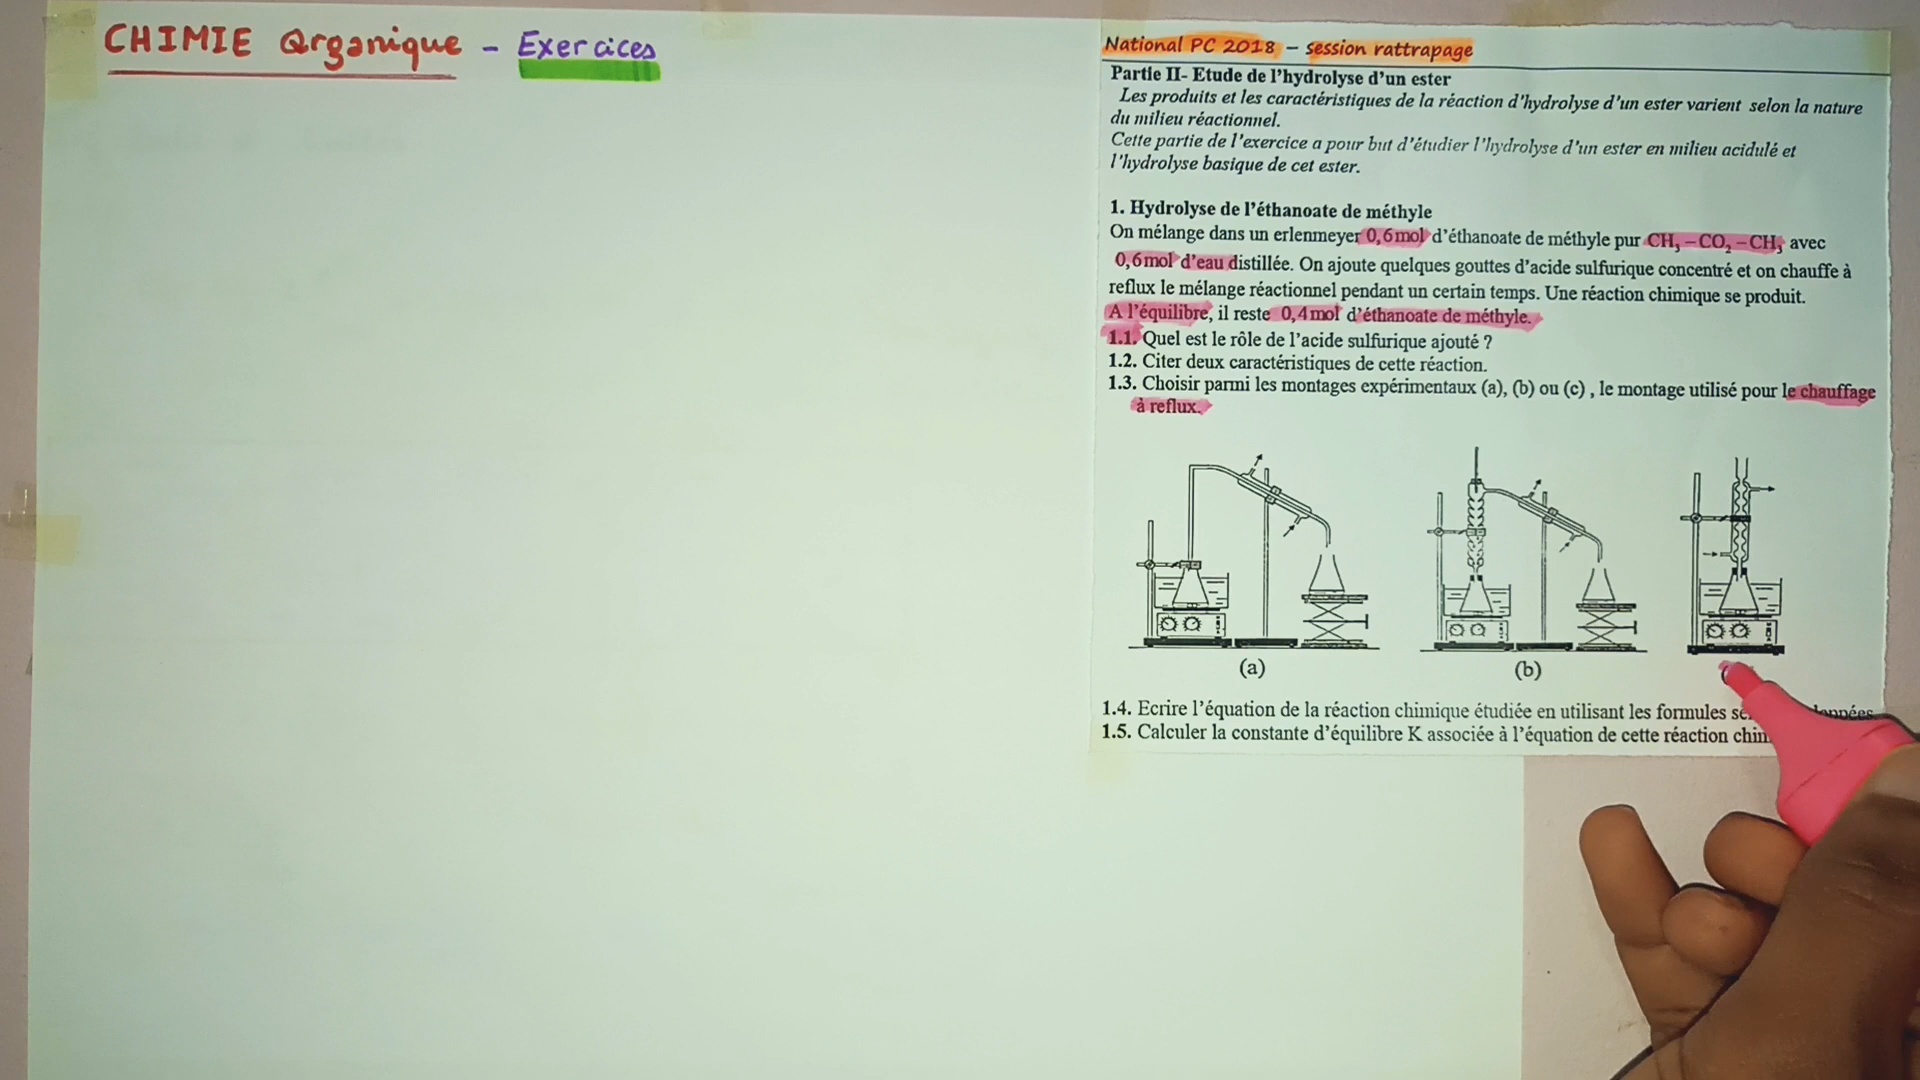 CHIMIE Organique - Exercices
National PC 2018 – session rattrapage
Partie II- Etude de l'hydrolyse d'un ester
Les produits et les caractéristiques de la réaction d'hydrolyse d'un ester varient selon la nature
du milieu réactionnel.
Cette partie de l'exercice a pour but d'étudier l'hydrolyse d'un ester en milieu acidulé et
l'hydrolyse basique de cet ester.
1. Hydrolyse de l'éthanoate de méthyle
On mélange dans un erlenmeyer 0,6mol d'éthanoate de méthyle pur CH₃–CO₂–CH₃ avec
0,6mol d'eau distillée. On ajoute quelques gouttes d'acide sulfurique concentré et on chauffe à
reflux le mélange réactionnel pendant un certain temps. Une réaction chimique se produit.
A l'équilibre, il reste 0,4mol d'éthanoate de méthyle.
1.1. Quel est le rôle de l'acide sulfurique ajouté ?
1.2. Citer deux caractéristiques de cette réaction.
1.3. Choisir parmi les montages expérimentaux (a), (b) ou (c) , le montage utilisé pour le chauffage
à reflux.
(a) (b)
1.4. Ecrire l'équation de la réaction chimique étudiée en utilisant les formules
1.5. Calculer la constante d'équilibre K associée à l'équation de cette réaction